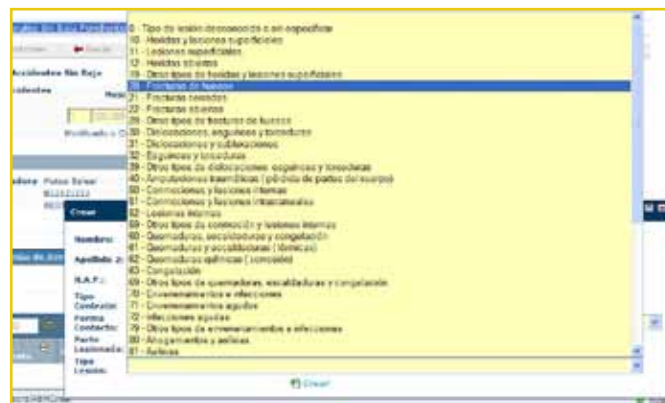 Accidentes Sin Baja
0 - Tipo de lesión desconocido o sin especificar
10 - Heridas y lesiones superficiales
11 - Lesiones superficiales
12 - Heridas abiertas
19 - Otros tipos de heridas y lesiones superficiales
20 - Fracturas de huesos
21 - Fracturas cerradas
22 - Fracturas abiertas
29 - Otros tipos de fracturas de huesos
30 - Dislocaciones, esguinces y torceduras
31 - Dislocaciones y subluxaciones
32 - Esguinces y torceduras
39 - Otros tipos de dislocaciones, esguinces y torceduras
40 - Amputaciones traumáticas (pérdida de partes del cuerpo)
50 - Conmociones y lesiones internas
51 - Conmociones y lesiones intracraneales
52 - Lesiones internas
59 - Otros tipos de conmoción y lesiones internas
60 - Quemaduras, escaldaduras y congelación
61 - Quemaduras y escaldaduras (térmicas)
62 - Quemaduras químicas (corrosión)
63 - Congelación
69 - Otros tipos de quemaduras, escaldaduras y congelación
70 - Envenenamientos e infecciones
71 - Envenenamientos agudos
72 - Infecciones agudas
79 - Otros tipos de envenenamientos e infecciones
80 - Ahogamientos y asfixias
81 - Asfixias
Crear
Nombre:
Apellido 2:
N.A.F.:
Tipo Contrato:
Forma Contacto:
Parte Lesionada:
Tipo Lesión:
Crear